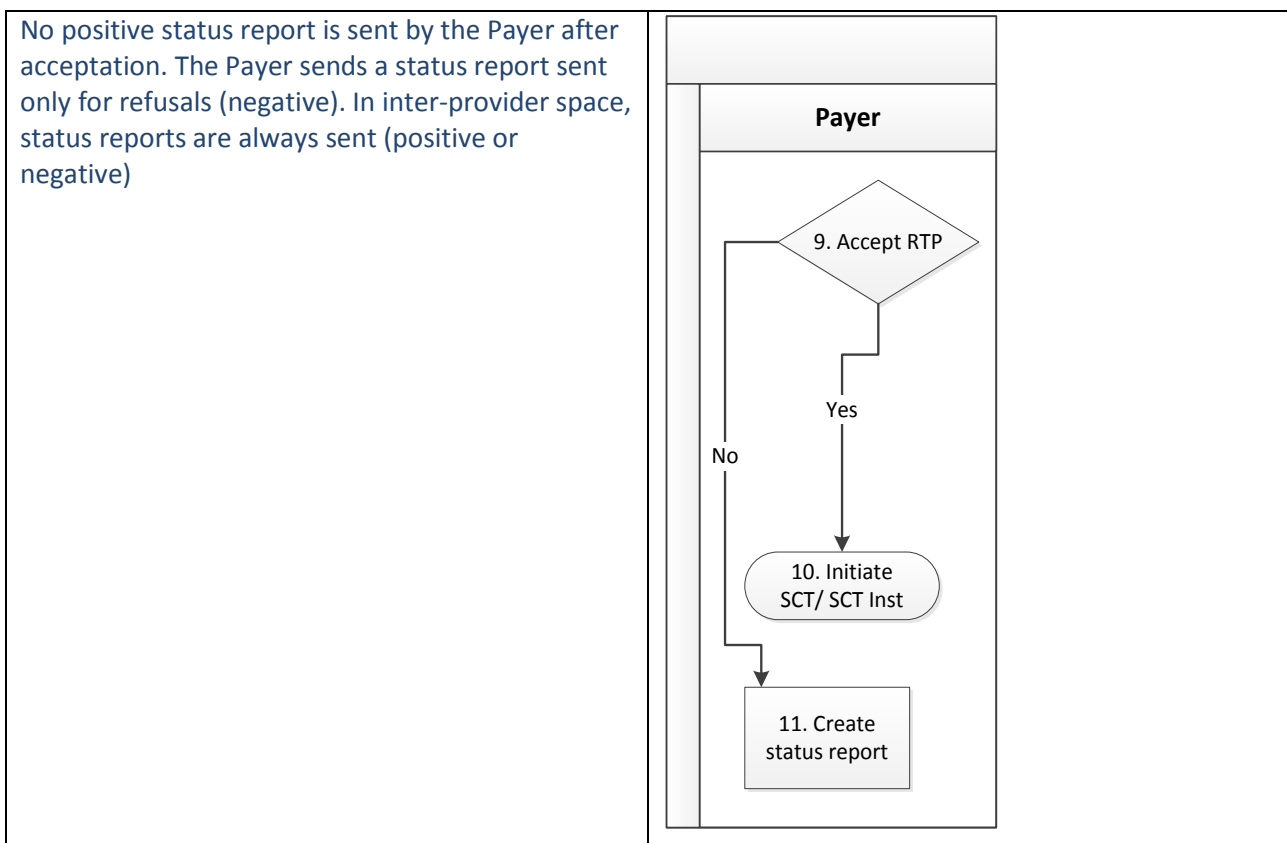 No positive status report is sent by the Payer after
acceptation. The Payer sends a status report sent
only for refusals (negative). In inter-provider space,
status reports are always sent (positive or
negative)
Payer
9. Accept RTP
Yes
No
10. Initiate
SCT/ SCT Inst
11. Create
status report